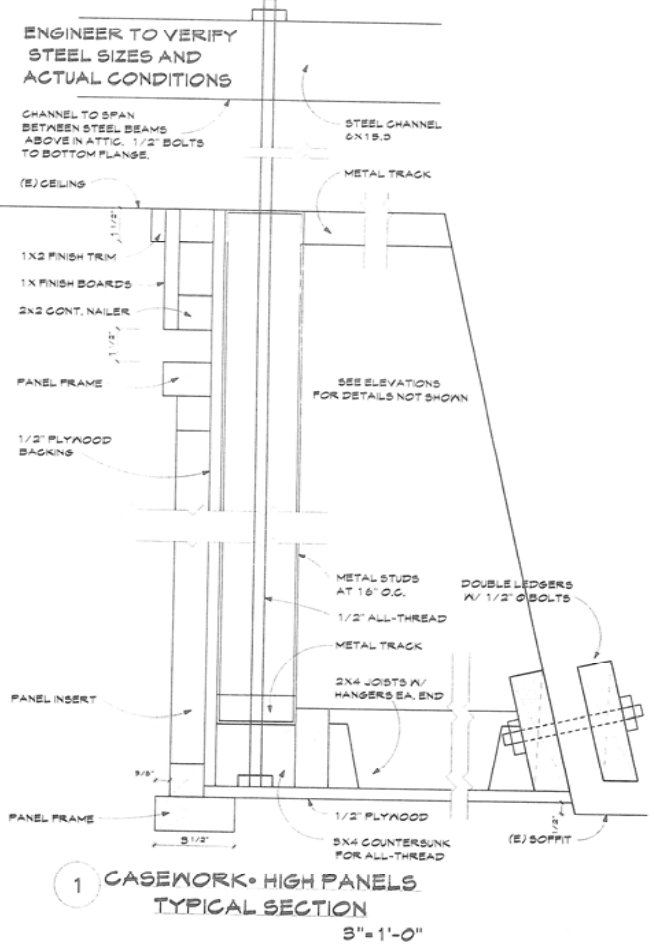 ENGINEER TO VERIFY
STEEL SIZES AND
ACTUAL CONDITIONS
CHANNEL TO SPAN
BETWEEN STEEL BEAMS
ABOVE IN ATTIC. 1/2" BOLTS
TO BOTTOM FLANGE.
STEEL CHANNEL
6X15.3
METAL TRACK
(E) CEILING
1 1/2"
1X2 FINISH TRIM
1X FINISH BOARDS
2X2 CONT. NAILER
1 1/2"
PANEL FRAME
SEE ELEVATIONS
FOR DETAILS NOT SHOWN
1/2" PLYWOOD
BACKING
METAL STUDS
AT 16" O.C.
DOUBLE LEDGERS
W/ 1/2" Ø BOLTS
1/2" ALL-THREAD
METAL TRACK
2X4 JOISTS W/
HANGERS EA. END
PANEL INSERT
PANEL FRAME
1/2" PLYWOOD
1/2"
(E) SOFFIT
3X4 COUNTERSUNK
FOR ALL-THREAD
1 CASEWORK • HIGH PANELS
TYPICAL SECTION
3"=1'-0"